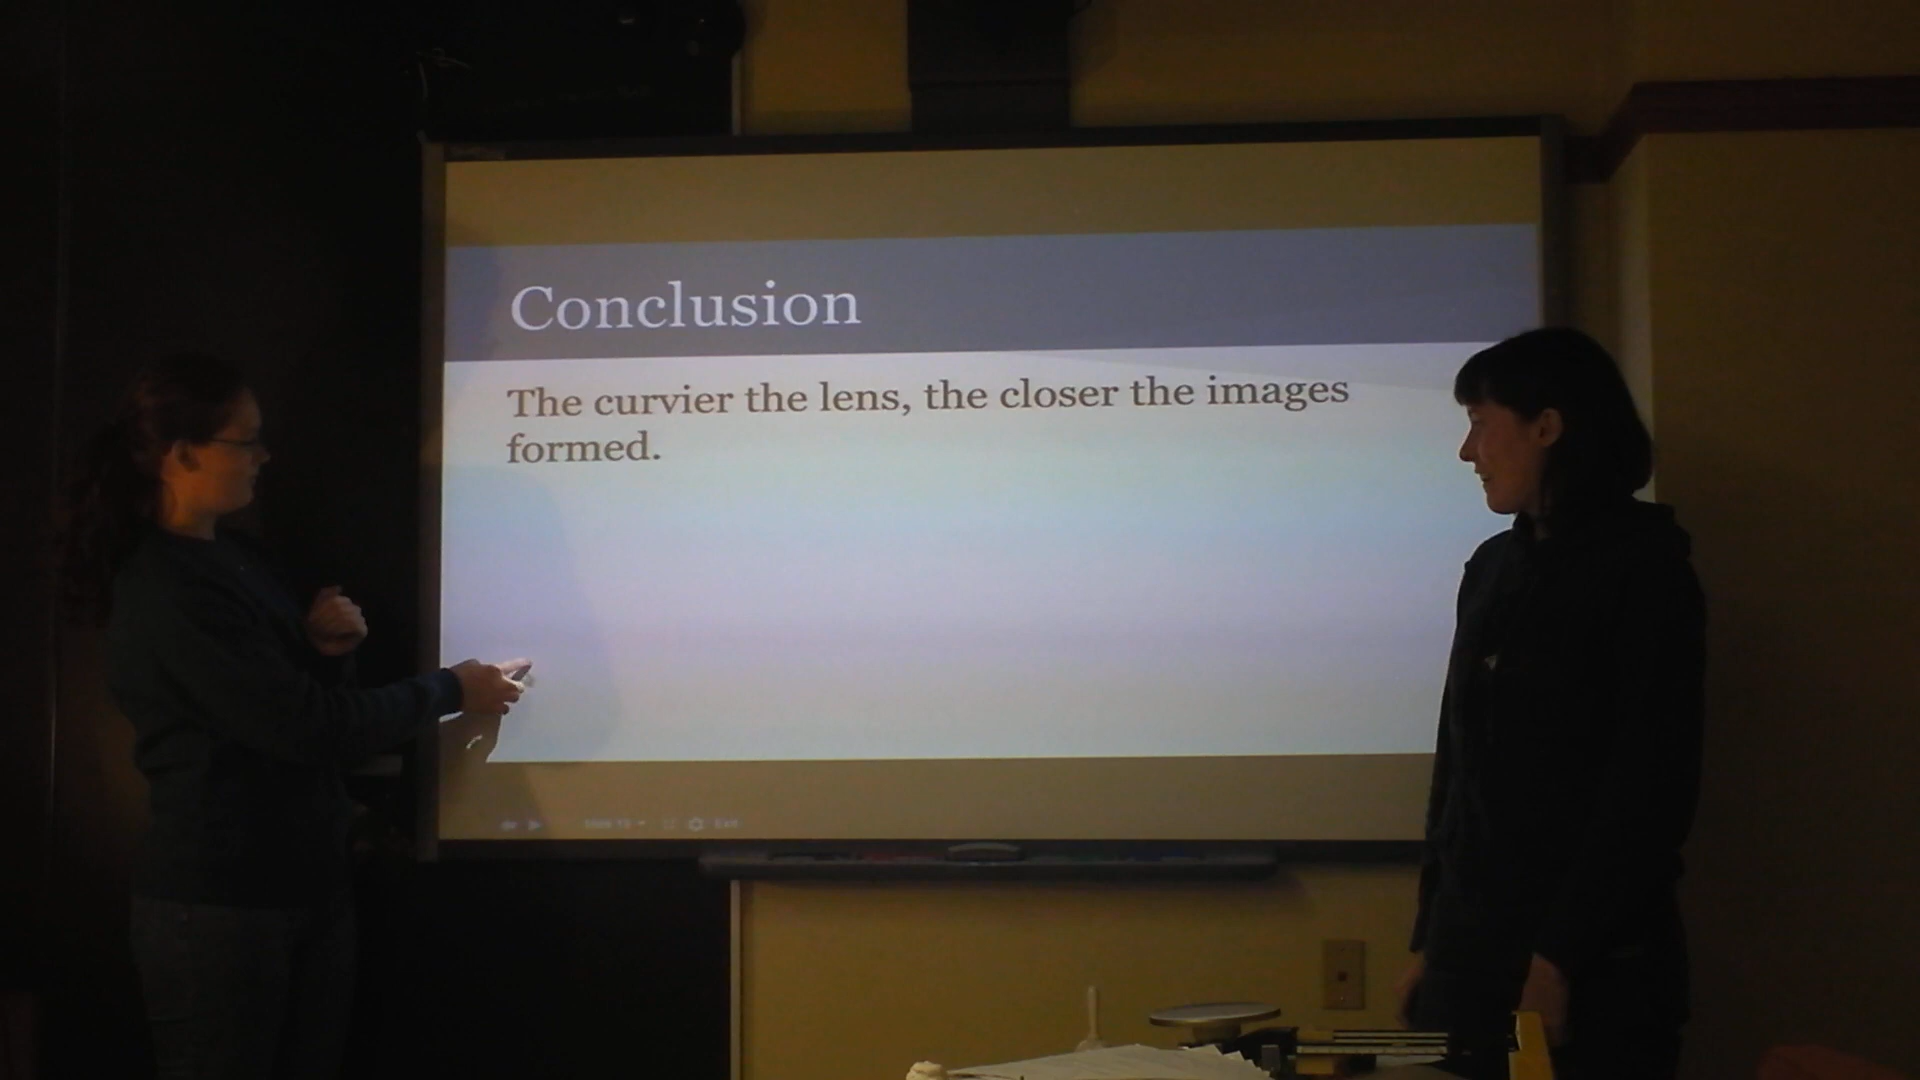 Conclusion
The curvier the lens, the closer the images
formed.